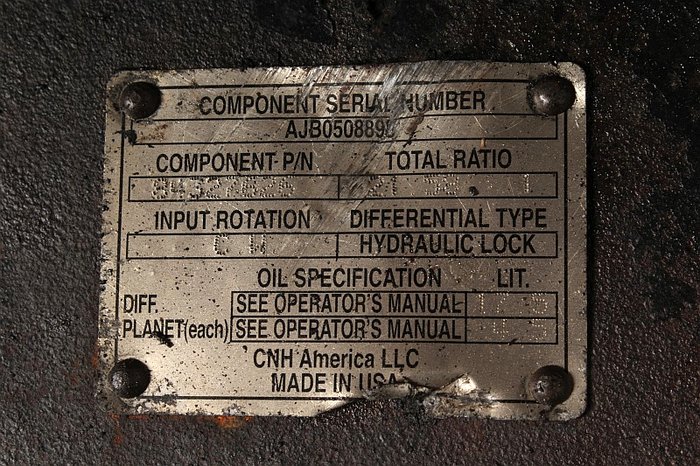 COMPONENT SERIAL NUMBER
AJB050889
COMPONENT P/N TOTAL RATIO
INPUT ROTATION DIFFERENTIAL TYPE
CW HYDRAULIC LOCK
OIL SPECIFICATION LIT.
DIFF. SEE OPERATOR'S MANUAL
PLANET(each) SEE OPERATOR'S MANUAL
CNH America LLC
MADE IN USA